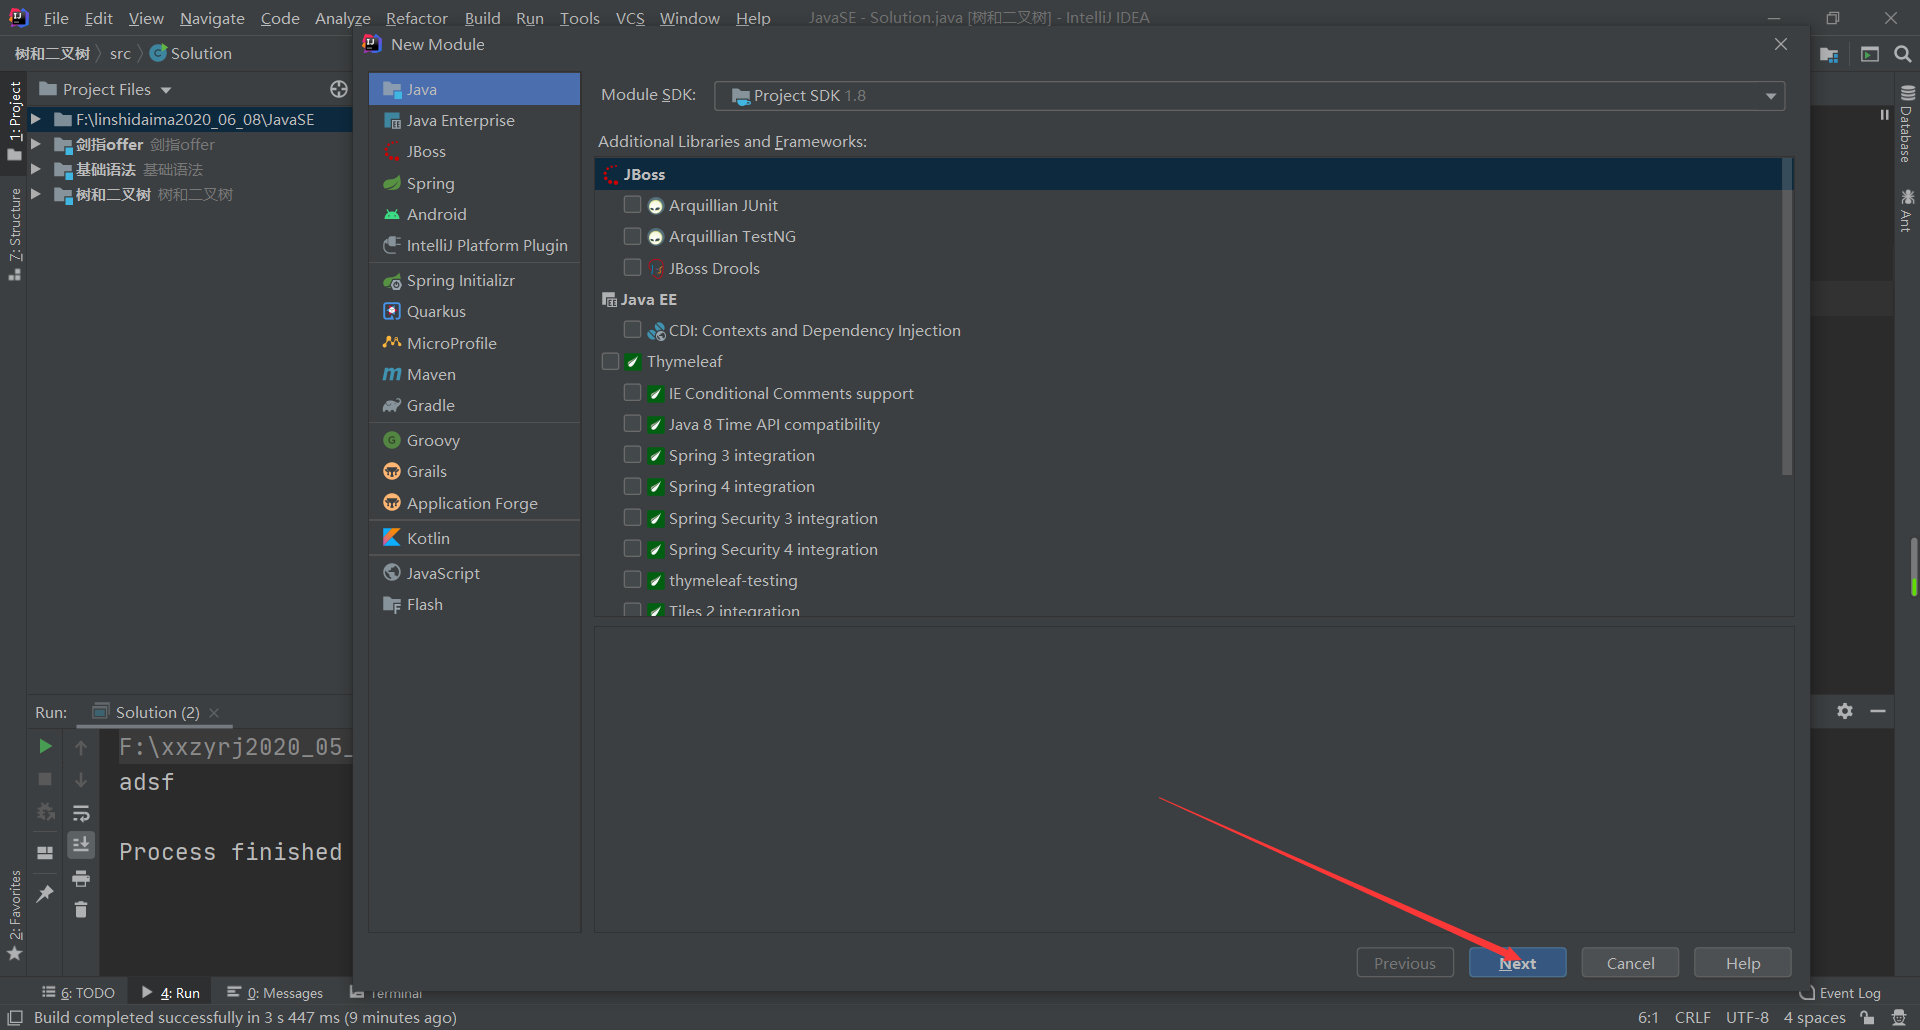 File Edit View Navigate Code Analyze Refactor Build Run Tools VCS Window Help JavaSE - Solution.java [树和二叉树] - IntelliJ IDEA
树和二叉树 src Solution
New Module
1: Project
7: Structure
2: Favorites
Project Files
F:\linshidaima2020_06_08\JavaSE
剑指offer 剑指offer
基础语法 基础语法
树和二叉树 树和二叉树
Java
Java Enterprise
JBoss
Spring
Android
IntelliJ Platform Plugin
Spring Initializr
Quarkus
MicroProfile
Maven
Gradle
Groovy
Grails
Application Forge
Kotlin
JavaScript
Flash
Module SDK: Project SDK 1.8
Additional Libraries and Frameworks:
JBoss
Arquillian JUnit
Arquillian TestNG
JBoss Drools
Java EE
CDI: Contexts and Dependency Injection
Thymeleaf
IE Conditional Comments support
Java 8 Time API compatibility
Spring 3 integration
Spring 4 integration
Spring Security 3 integration
Spring Security 4 integration
thymeleaf-testing
Tiles 2 integration
Previous Next Cancel Help
Database
Ant
Run: Solution (2)
F:\xxzyrj2020_05_
adsf
Process finished
6: TODO 4: Run 0: Messages Terminal Event Log
Build completed successfully in 3 s 447 ms (9 minutes ago) 6:1 CRLF UTF-8 4 spaces